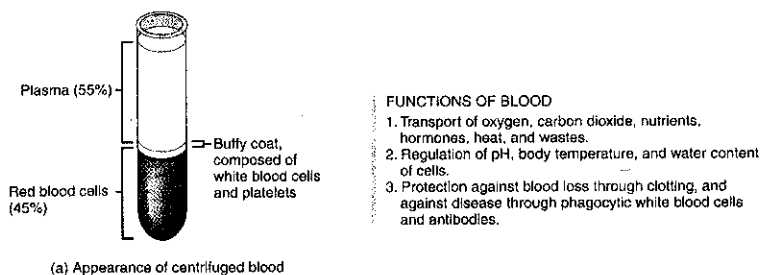 Plasma (55%)
Buffy coat,
composed of
white blood cells
and platelets
Red blood cells
(45%)
(a) Appearance of centrifuged blood
FUNCTIONS OF BLOOD
1. Transport of oxygen, carbon dioxide, nutrients,
hormones, heat, and wastes.
2. Regulation of pH, body temperature, and water content
of cells.
3. Protection against blood loss through clotting, and
against disease through phagocytic white blood cells
and antibodies.